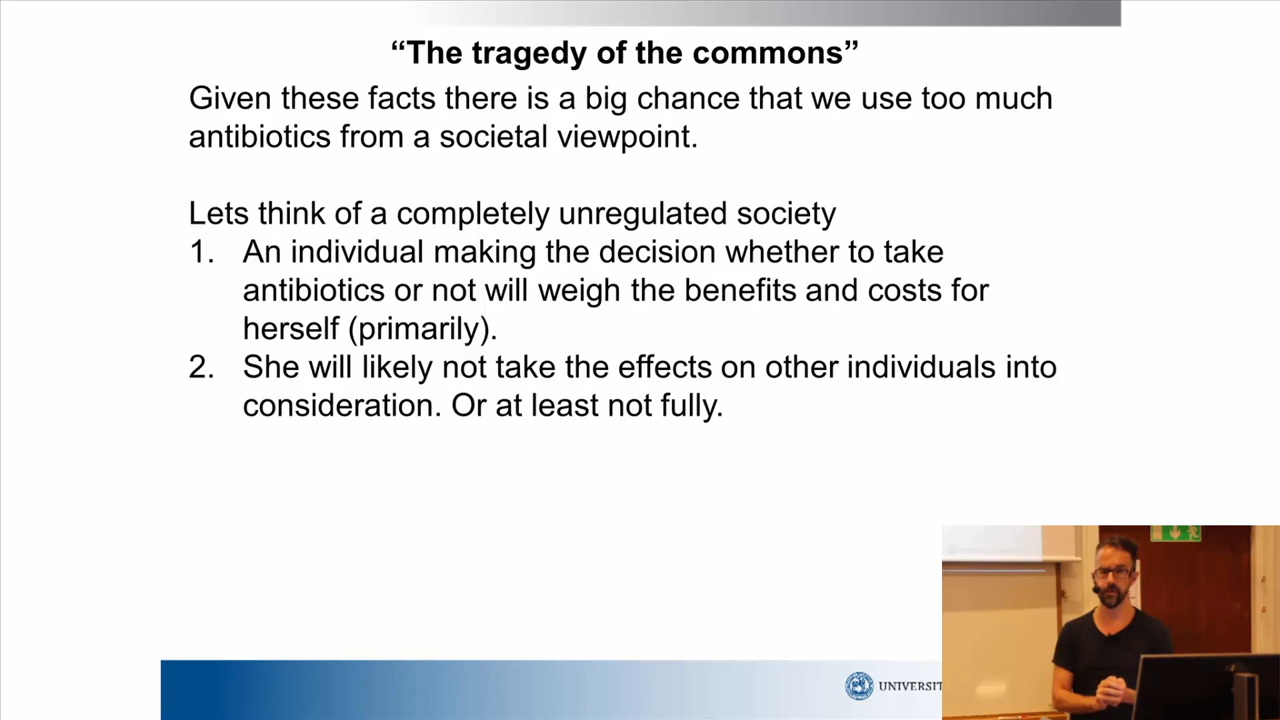 “The tragedy of the commons”
Given these facts there is a big chance that we use too much
antibiotics from a societal viewpoint.
Lets think of a completely unregulated society
1. An individual making the decision whether to take
antibiotics or not will weigh the benefits and costs for
herself (primarily).
2. She will likely not take the effects on other individuals into
consideration. Or at least not fully.